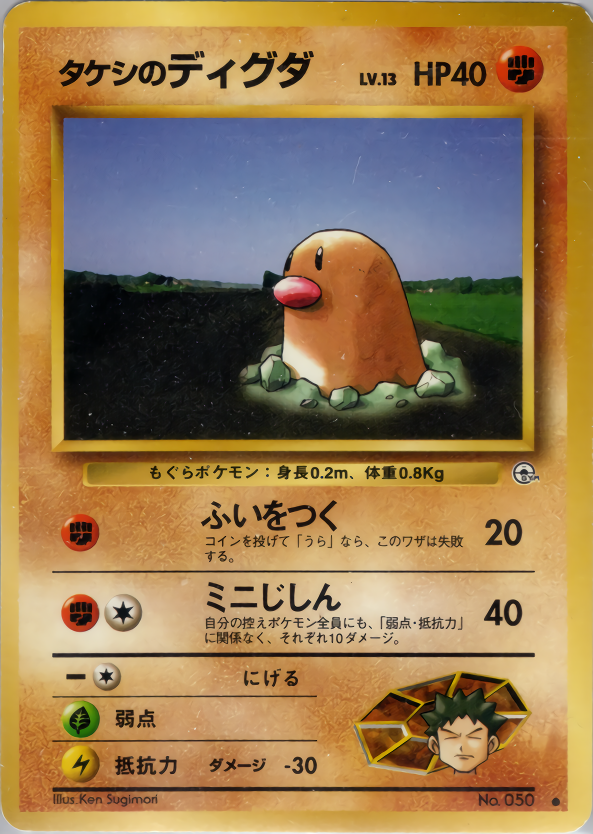 タケシのディグダ LV.13 HP40
もぐらポケモン：身長0.2m、体重0.8Kg
GYM
ふいをつく 20
コインを投げて「うら」なら、このワザは失敗
する。
ミニじしん 40
自分の控えポケモン全員にも、「弱点・抵抗力」
に関係なく、それぞれ10ダメージ。
にげる
弱点
抵抗力 ダメージ -30
Illus. Ken Sugimori No. 050